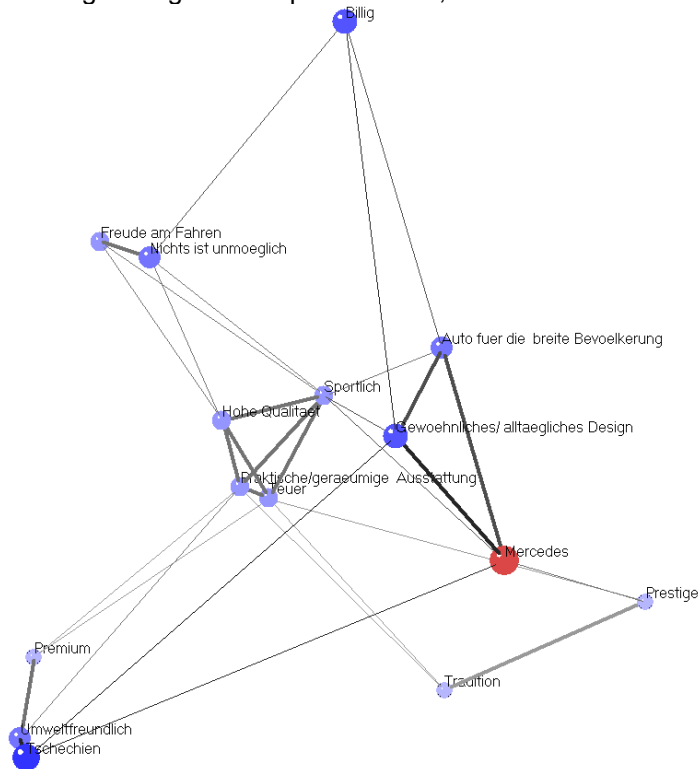 Billig
Freude am Fahren
Nichts ist unmoeglich
Auto fuer die breite Bevoelkerung
Sportlich
Hohe Qualitaet
Gewoehnliches/ alltaegliches Design
Praktische/geraeumige Ausstattung
Teuer
Mercedes
Prestige
Premium
Tradition
Umweltfreundlich
Tschechien